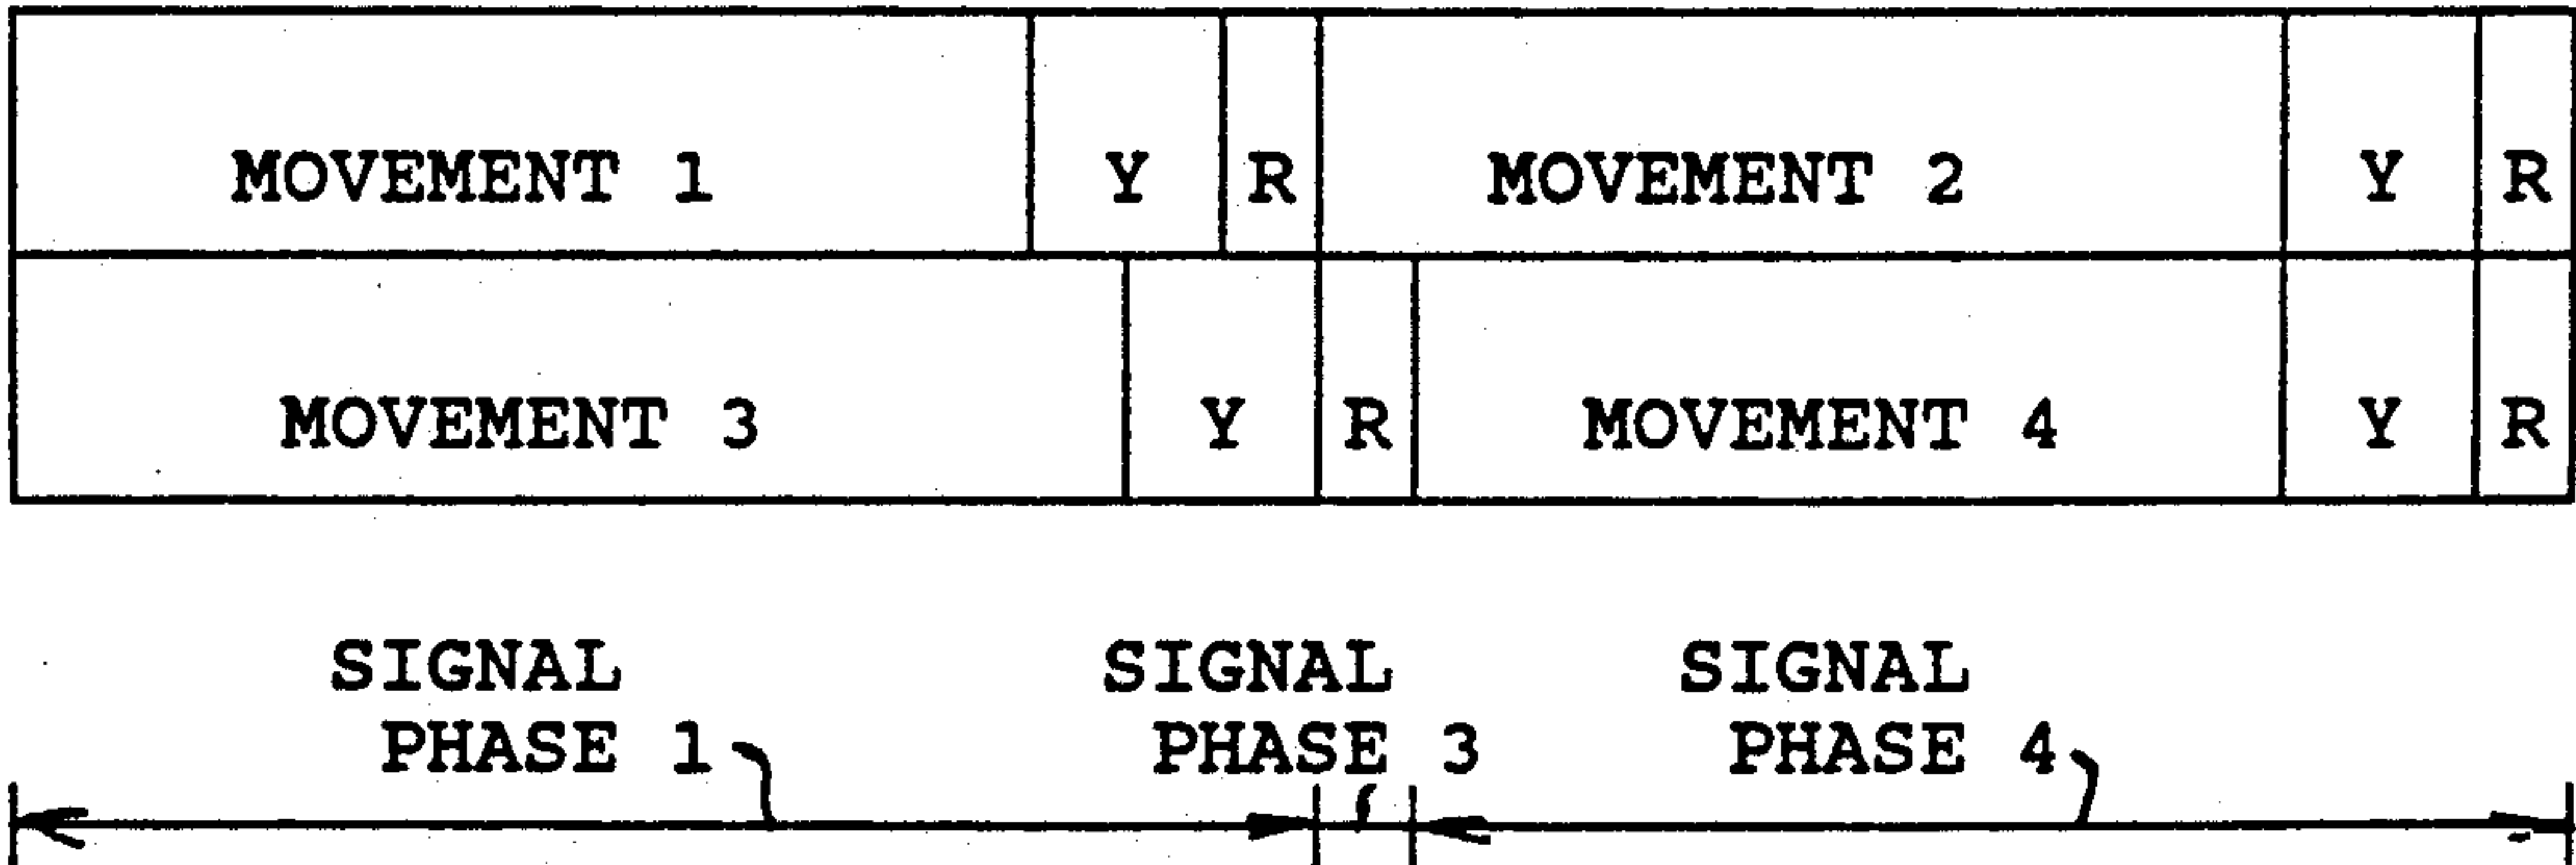 MOVEMENT 1 Y R MOVEMENT 2 Y R
MOVEMENT 3 Y R MOVEMENT 4 Y R
SIGNAL PHASE 1
SIGNAL PHASE 3
SIGNAL PHASE 4